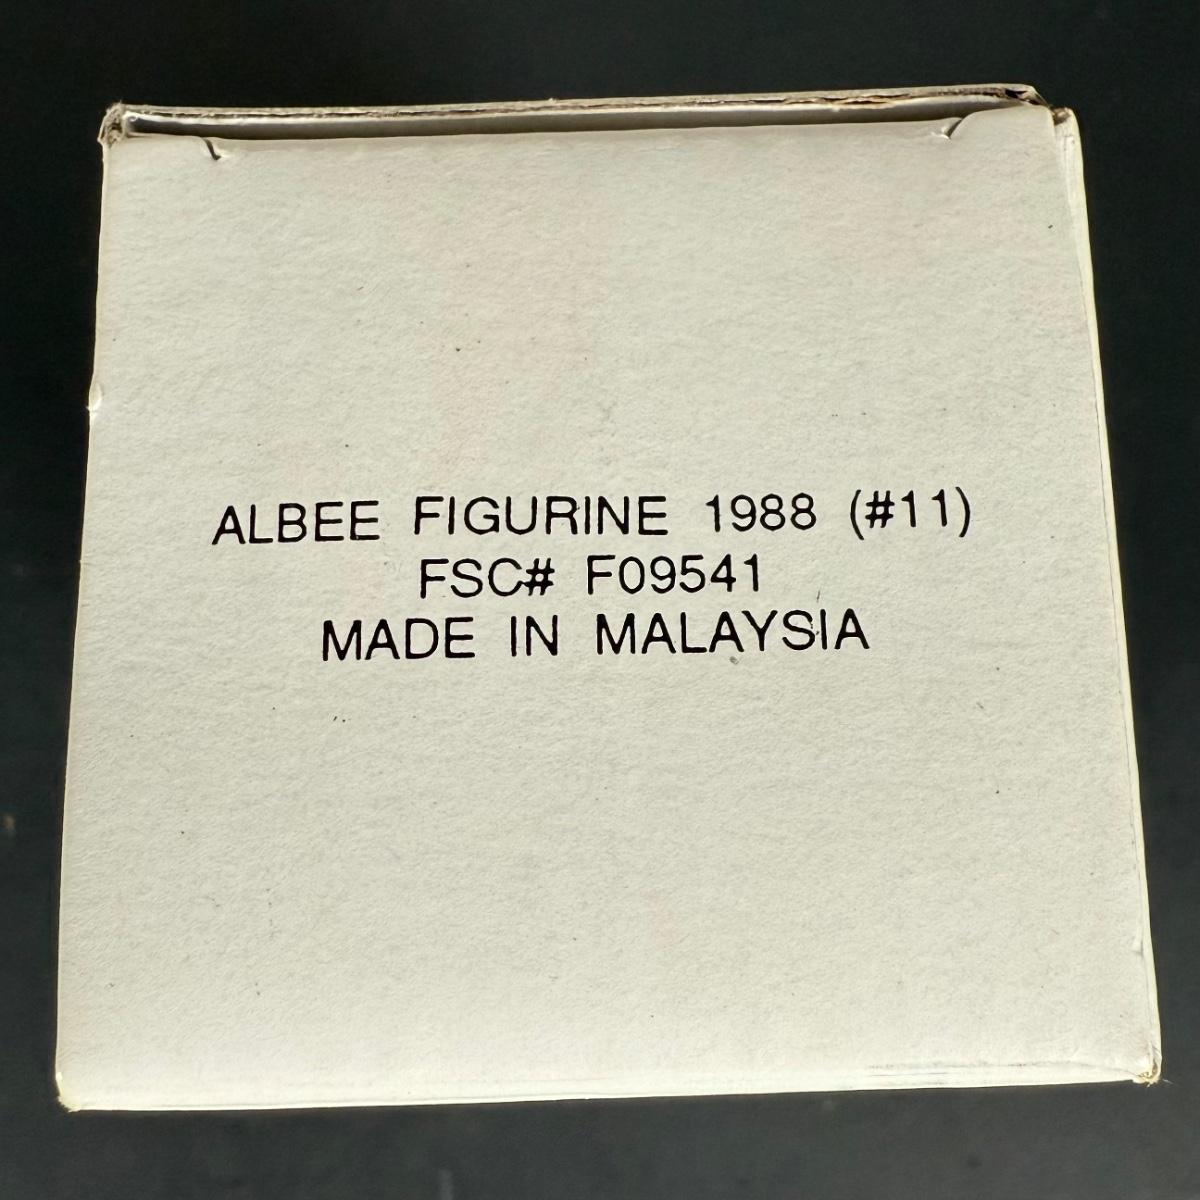 ALBEE FIGURINE 1988 (#11)
FSC# F09541
MADE IN MALAYSIA